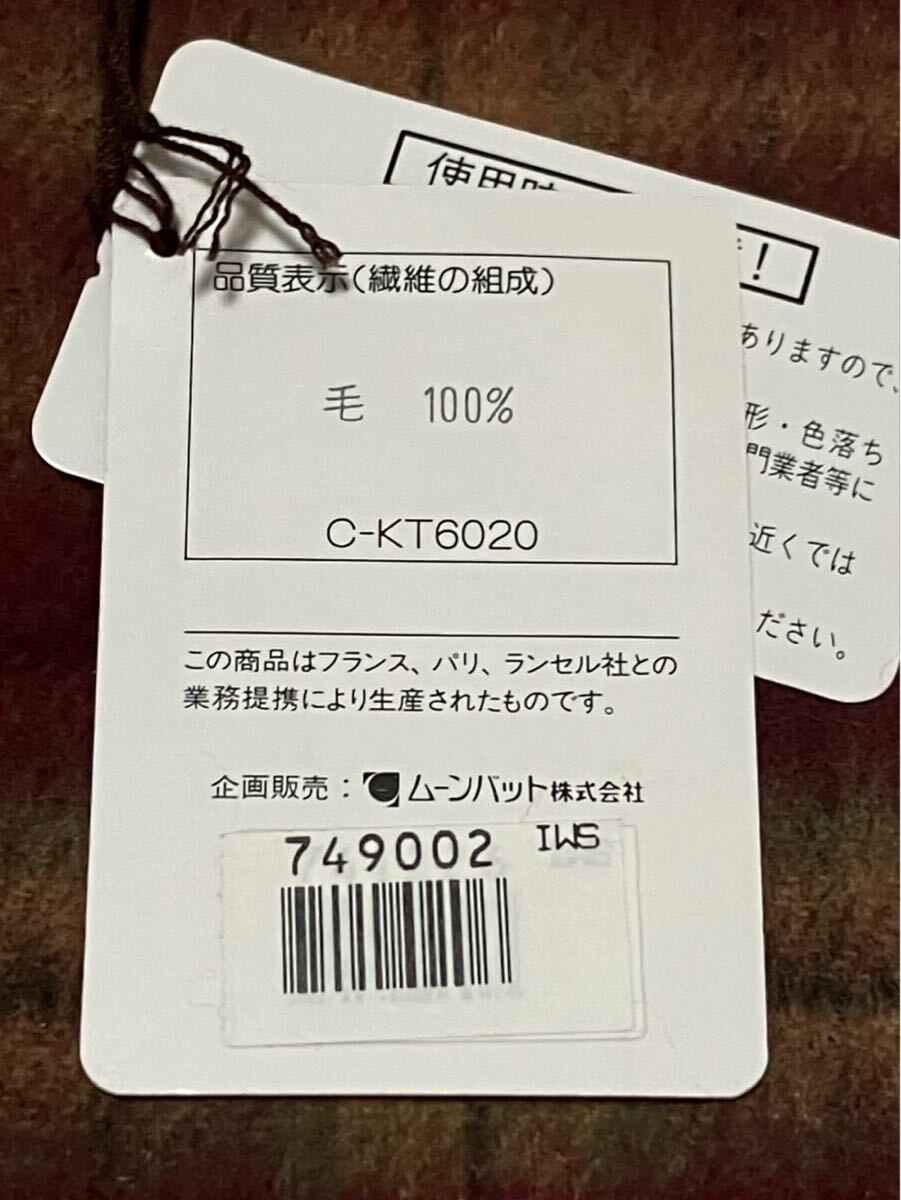 使用時
！
品質表示(繊維の組成)
毛 100%
C-KT6020
この商品はフランス、パリ、ランセル社との
業務提携により生産されたものです。
企画販売：ムーンバット株式会社
749002 IWS
ありますので、
形・色落ち
門業者等に
近くでは
ださい。